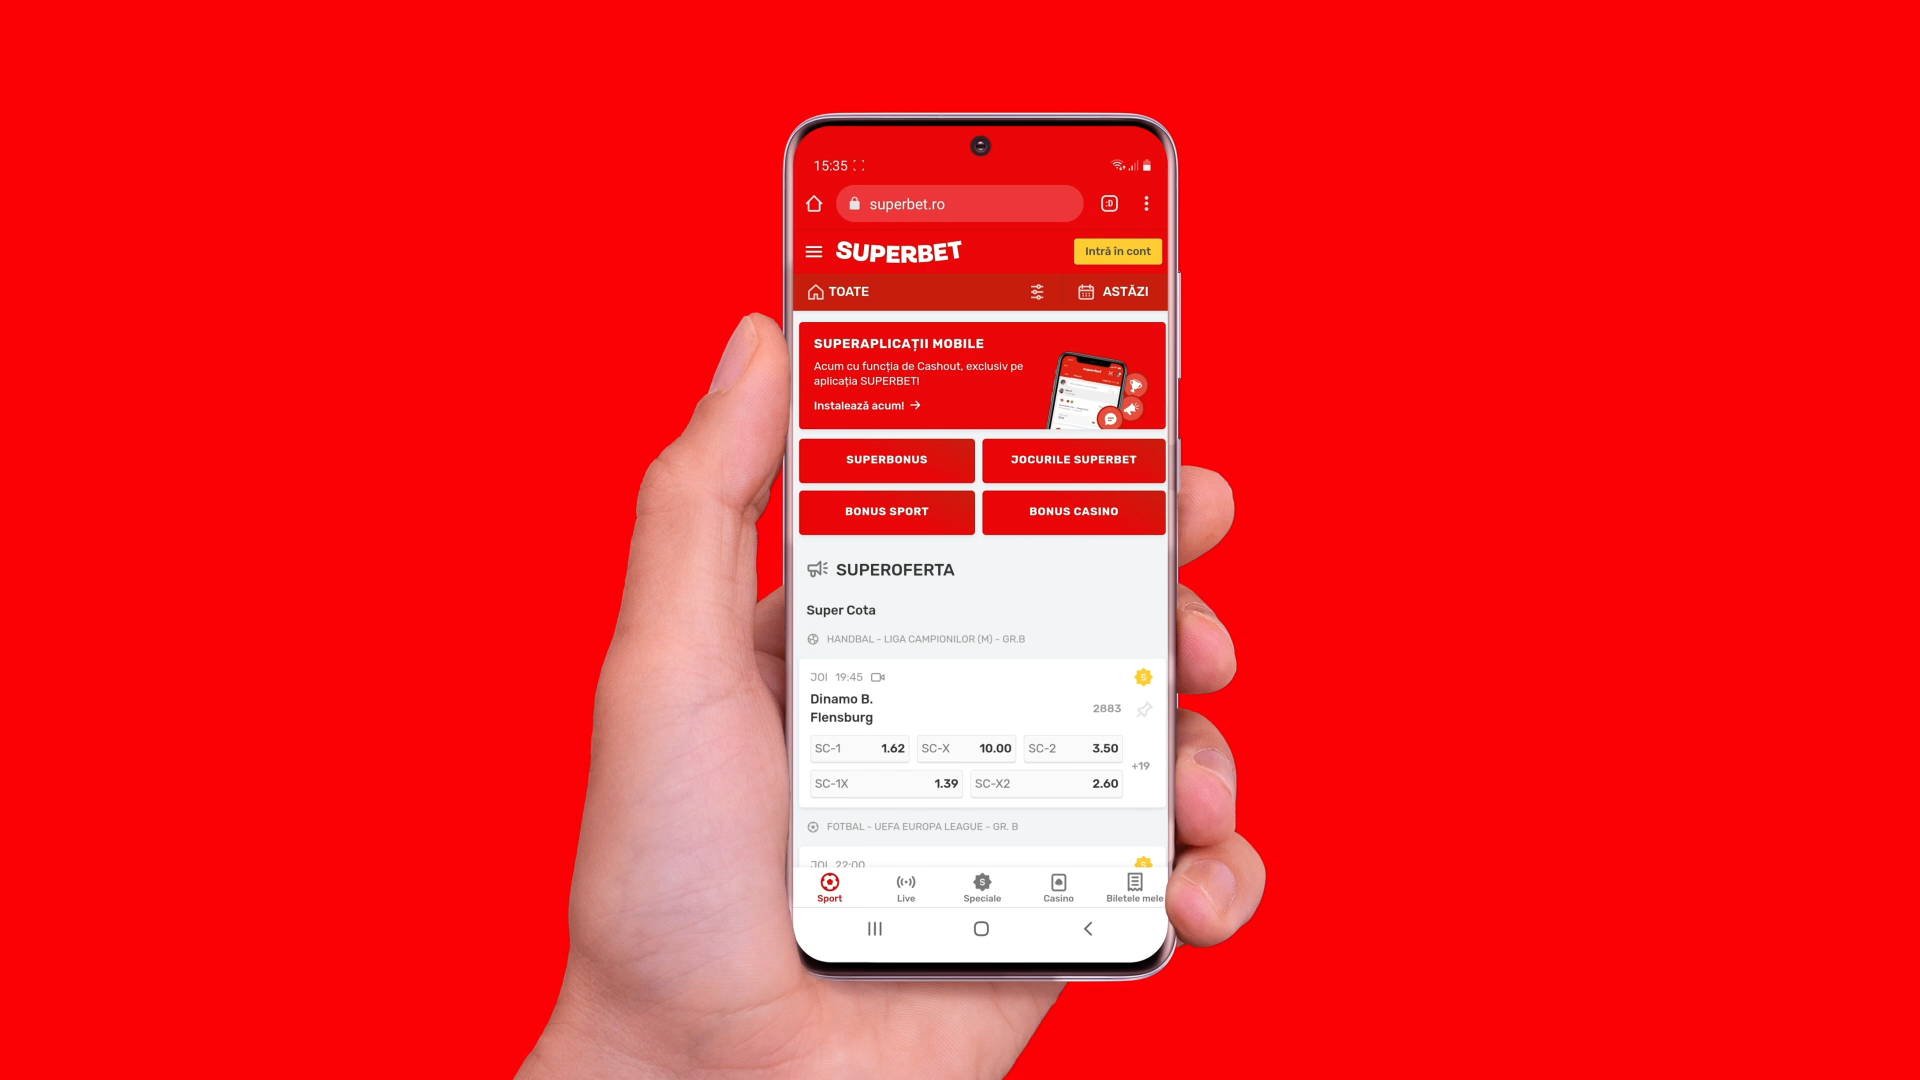 15:35
superbet.ro
:D
SUPERBET
Intră în cont
TOATE
ASTĂZI
SUPERAPLICAȚII MOBILE
Acum cu funcția de Cashout, exclusiv pe
aplicația SUPERBET!
Instalează acum! →
SUPERBONUS
JOCURILE SUPERBET
BONUS SPORT
BONUS CASINO
SUPEROFERTA
Super Cota
HANDBAL - LIGA CAMPIONILOR (M) - GR.B
JOI 19:45
S
Dinamo B.
Flensburg
2883
SC-1 1.62 SC-X 10.00 SC-2 3.50
+19
SC-1X 1.39 SC-X2 2.60
FOTBAL - UEFA EUROPA LEAGUE - GR. B
JOI 22:00
S
Sport Live Speciale Casino Biletele mele